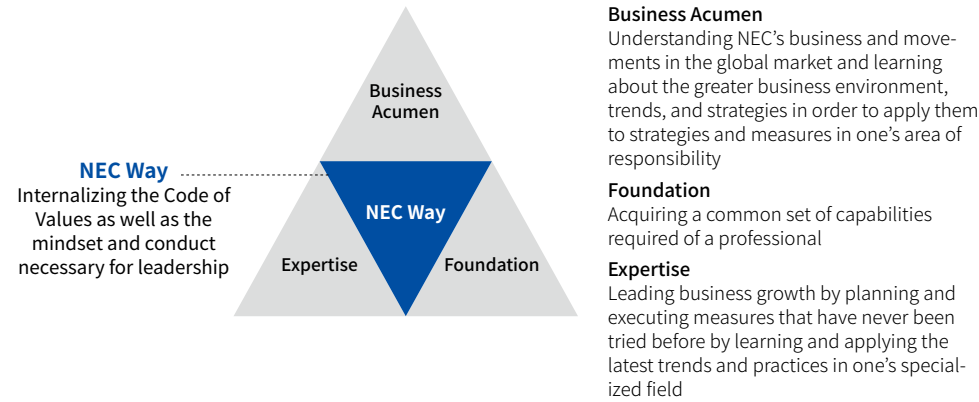 NEC Way
Internalizing the Code of
Values as well as the
mindset and conduct
necessary for leadership
Business
Acumen
NEC Way
Expertise
Foundation
Business Acumen
Understanding NEC’s business and move-
ments in the global market and learning
about the greater business environment,
trends, and strategies in order to apply them
to strategies and measures in one’s area of
responsibility
Foundation
Acquiring a common set of capabilities
required of a professional
Expertise
Leading business growth by planning and
executing measures that have never been
tried before by learning and applying the
latest trends and practices in one’s special-
ized field